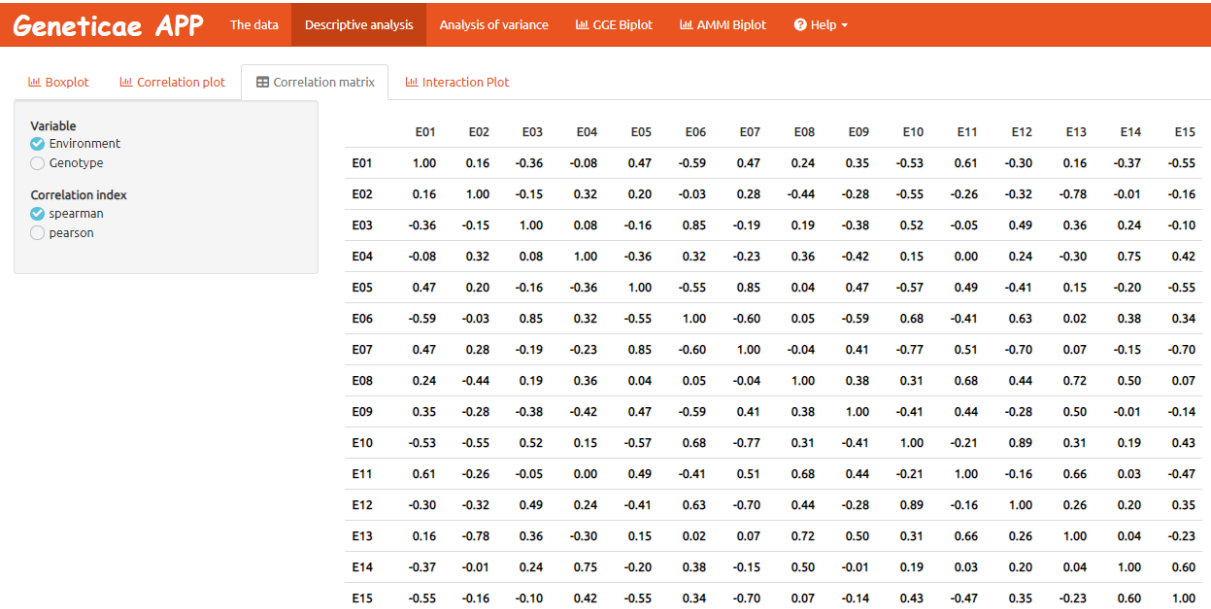 Geneticae APP The data Descriptive analysis Analysis of variance GGE Biplot AMMI Biplot Help
Boxplot Correlation plot Correlation matrix Interaction Plot
Variable
Environment
Genotype
Correlation index
spearman
pearson
E01 E02 E03 E04 E05 E06 E07 E08 E09 E10 E11 E12 E13 E14 E15
E01 1.00 0.16 -0.36 -0.08 0.47 -0.59 0.47 0.24 0.35 -0.53 0.61 -0.30 0.16 -0.37 -0.55
E02 0.16 1.00 -0.15 0.32 0.20 -0.03 0.28 -0.44 -0.28 -0.55 -0.26 -0.32 -0.78 -0.01 -0.16
E03 -0.36 -0.15 1.00 0.08 -0.16 0.85 -0.19 0.19 -0.38 0.52 -0.05 0.49 0.36 0.24 -0.10
E04 -0.08 0.32 0.08 1.00 -0.36 0.32 -0.23 0.36 -0.42 0.15 0.00 0.24 -0.30 0.75 0.42
E05 0.47 0.20 -0.16 -0.36 1.00 -0.55 0.85 0.04 0.47 -0.57 0.49 -0.41 0.15 -0.20 -0.55
E06 -0.59 -0.03 0.85 0.32 -0.55 1.00 -0.60 0.05 -0.59 0.68 -0.41 0.63 0.02 0.38 0.34
E07 0.47 0.28 -0.19 -0.23 0.85 -0.60 1.00 -0.04 0.41 -0.77 0.51 -0.70 0.07 -0.15 -0.70
E08 0.24 -0.44 0.19 0.36 0.04 0.05 -0.04 1.00 0.38 0.31 0.68 0.44 0.72 0.50 0.07
E09 0.35 -0.28 -0.38 -0.42 0.47 -0.59 0.41 0.38 1.00 -0.41 0.44 -0.28 0.50 -0.01 -0.14
E10 -0.53 -0.55 0.52 0.15 -0.57 0.68 -0.77 0.31 -0.41 1.00 -0.21 0.89 0.31 0.19 0.43
E11 0.61 -0.26 -0.05 0.00 0.49 -0.41 0.51 0.68 0.44 -0.21 1.00 -0.16 0.66 0.03 -0.47
E12 -0.30 -0.32 0.49 0.24 -0.41 0.63 -0.70 0.44 -0.28 0.89 -0.16 1.00 0.26 0.20 0.35
E13 0.16 -0.78 0.36 -0.30 0.15 0.02 0.07 0.72 0.50 0.31 0.66 0.26 1.00 0.04 -0.23
E14 -0.37 -0.01 0.24 0.75 -0.20 0.38 -0.15 0.50 -0.01 0.19 0.03 0.20 0.04 1.00 0.60
E15 -0.55 -0.16 -0.10 0.42 -0.55 0.34 -0.70 0.07 -0.14 0.43 -0.47 0.35 -0.23 0.60 1.00